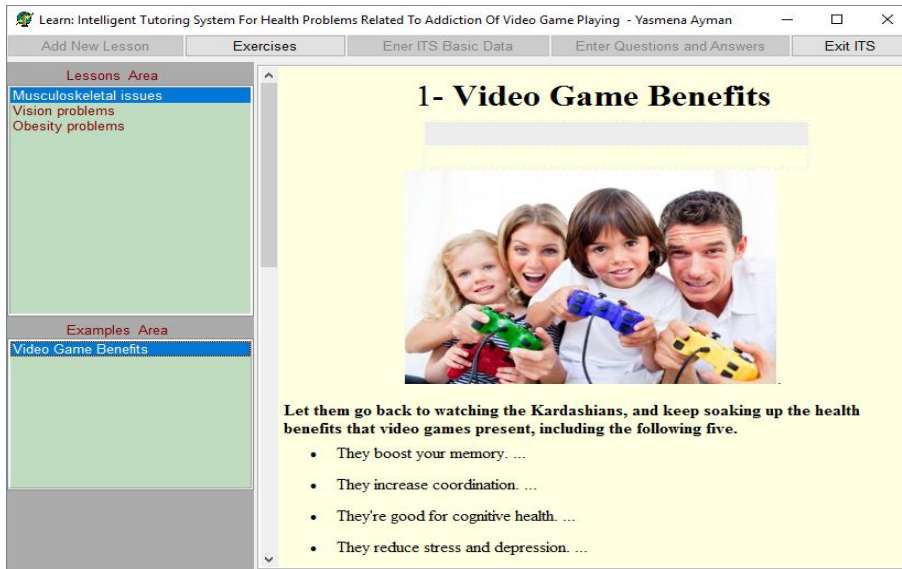 Learn: Intelligent Tutoring System For Health Problems Related To Addiction Of Video Game Playing - Yasmena Ayman
Add New Lesson Exercises Ener ITS Basic Data Enter Questions and Answers Exit ITS
Lessons Area
Musculoskeletal issues
Vision problems
Obesity problems
Examples Area
Video Game Benefits
1- Video Game Benefits
Let them go back to watching the Kardashians, and keep soaking up the health
benefits that video games present, including the following five.
• They boost your memory. ...
• They increase coordination. ...
• They're good for cognitive health. ...
• They reduce stress and depression. ...